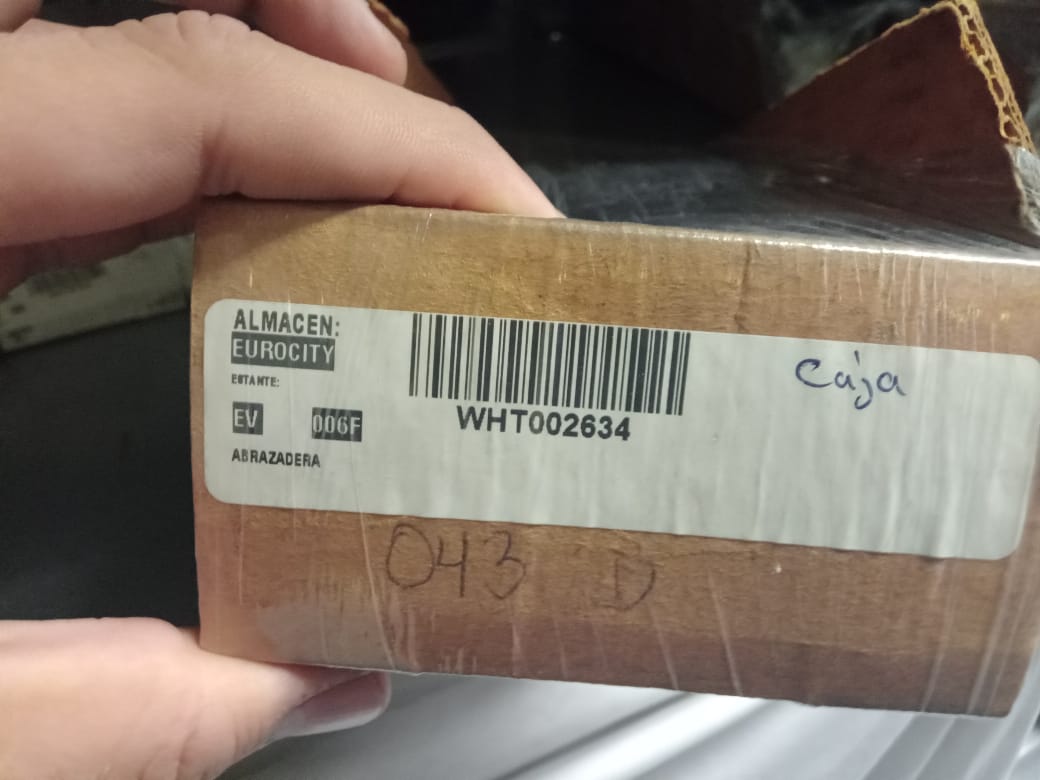 ALMACEN:
EUROCITY
ESTANTE:
EV 006F
ABRAZADERA
WHT002634
Caja
043 D